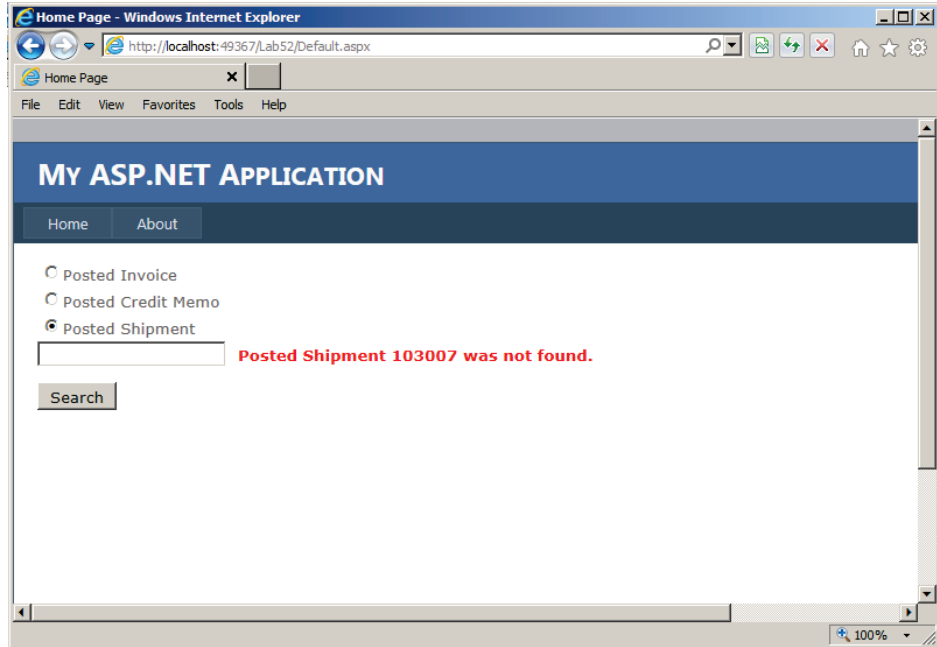 Home Page - Windows Internet Explorer
http://localhost:49367/Lab52/Default.aspx
Home Page
File Edit View Favorites Tools Help
MY ASP.NET APPLICATION
Home About
Posted Invoice
Posted Credit Memo
Posted Shipment
Posted Shipment 103007 was not found.
Search
100%